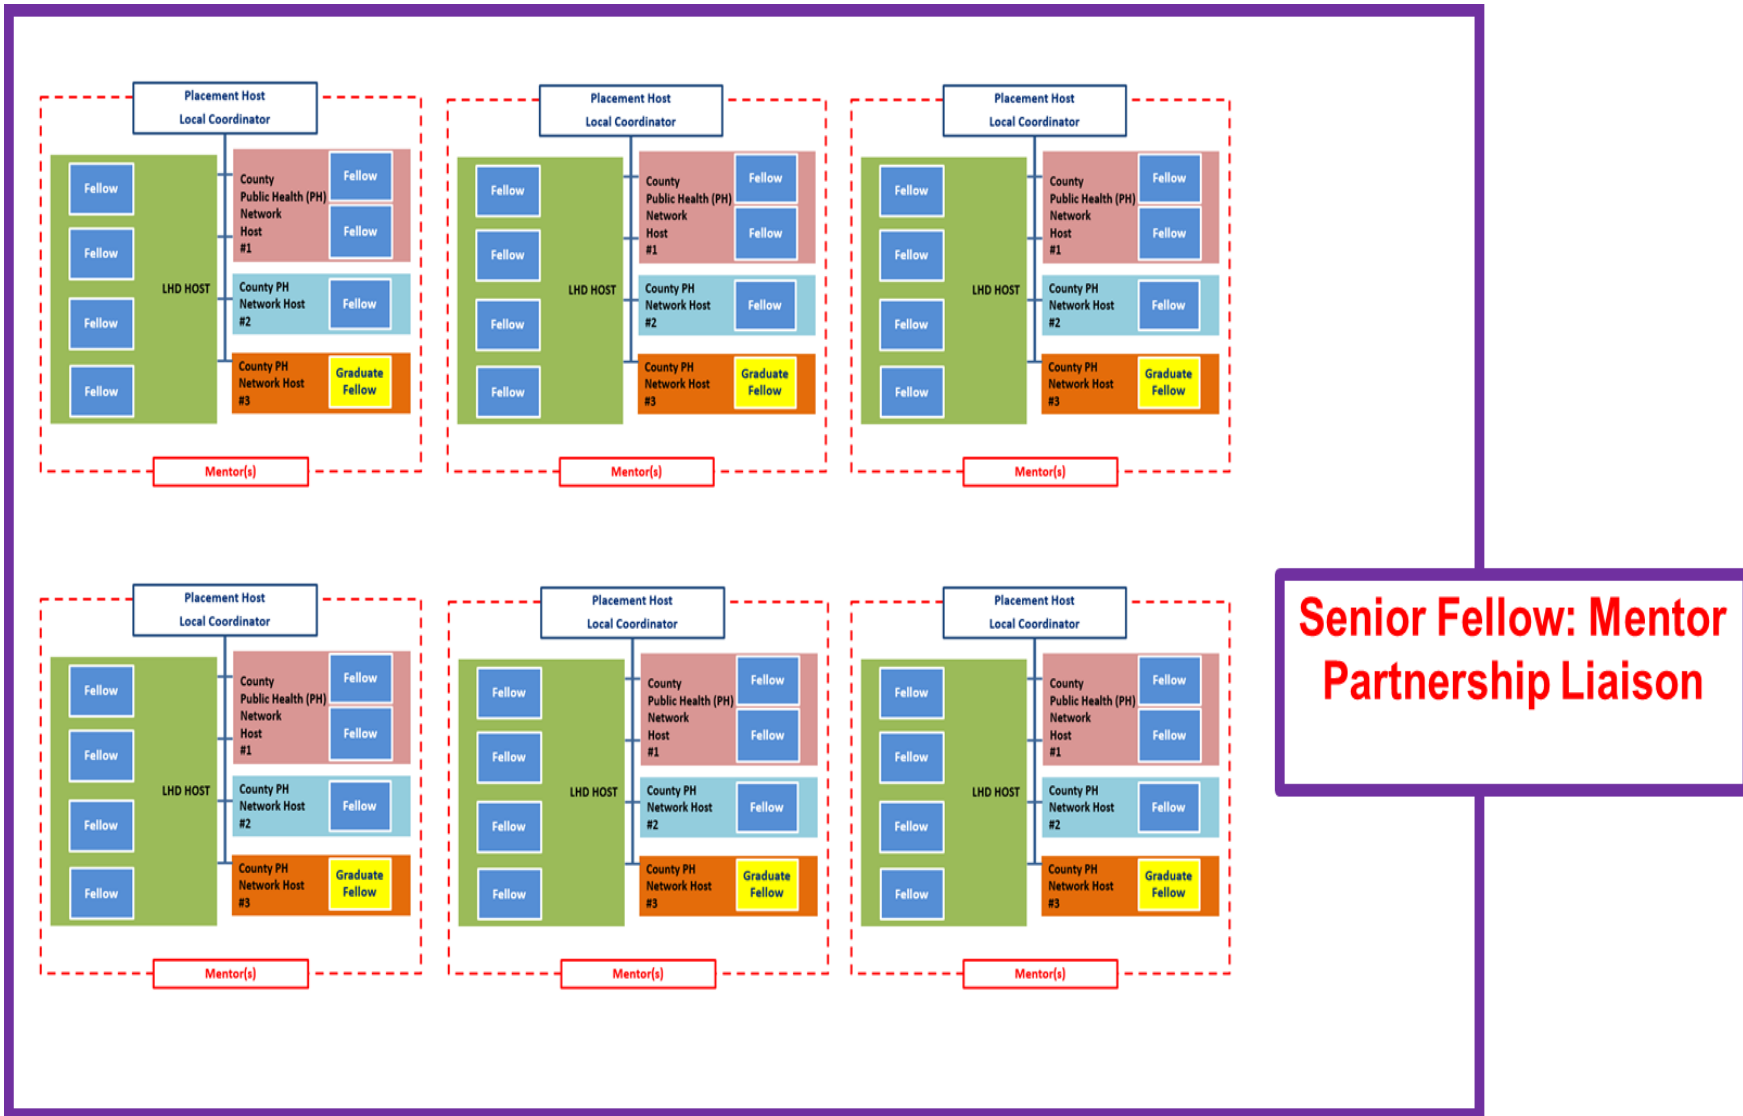 Placement Host
Local Coordinator
Fellow
Fellow
Fellow
Fellow
LHD HOST
County
Public Health (PH)
Network
Host
#1
Fellow
Fellow
County PH
Network Host
#2
Fellow
County PH
Network Host
#3
Graduate
Fellow
Mentor(s)
Placement Host
Local Coordinator
Fellow
Fellow
Fellow
Fellow
LHD HOST
County
Public Health (PH)
Network
Host
#1
Fellow
Fellow
County PH
Network Host
#2
Fellow
County PH
Network Host
#3
Graduate
Fellow
Mentor(s)
Placement Host
Local Coordinator
Fellow
Fellow
Fellow
Fellow
LHD HOST
County
Public Health (PH)
Network
Host
#1
Fellow
Fellow
County PH
Network Host
#2
Fellow
County PH
Network Host
#3
Graduate
Fellow
Mentor(s)
Placement Host
Local Coordinator
Fellow
Fellow
Fellow
Fellow
LHD HOST
County
Public Health (PH)
Network
Host
#1
Fellow
Fellow
County PH
Network Host
#2
Fellow
County PH
Network Host
#3
Graduate
Fellow
Mentor(s)
Placement Host
Local Coordinator
Fellow
Fellow
Fellow
Fellow
LHD HOST
County
Public Health (PH)
Network
Host
#1
Fellow
Fellow
County PH
Network Host
#2
Fellow
County PH
Network Host
#3
Graduate
Fellow
Mentor(s)
Placement Host
Local Coordinator
Fellow
Fellow
Fellow
Fellow
LHD HOST
County
Public Health (PH)
Network
Host
#1
Fellow
Fellow
County PH
Network Host
#2
Fellow
County PH
Network Host
#3
Graduate
Fellow
Mentor(s)
Senior Fellow: Mentor
Partnership Liaison